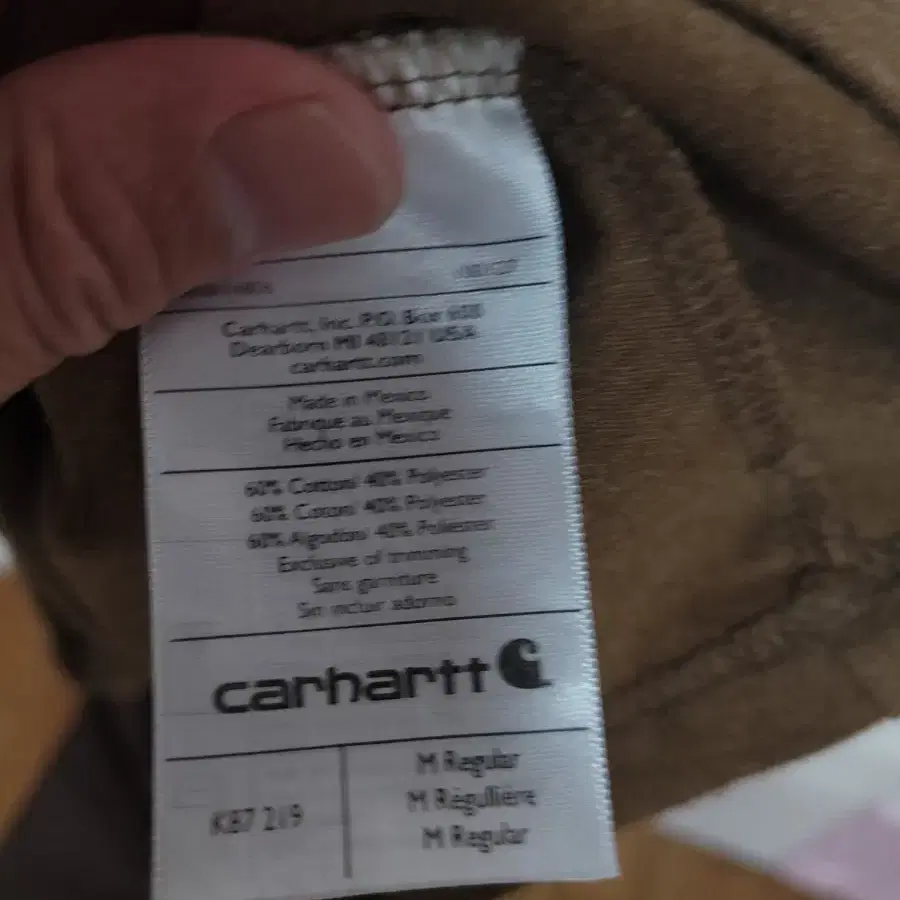 Carhartt, Inc. P.O. Box 600
Dearborn MI 48121 USA
carhartt.com
Made in Mexico
Fabriqué au Mexique
Hecho en Mexico
60% Cotton/ 40% Polyester
60% Coton/ 40% Polyester
60% Algodon/ 40% Poliester
Exclusive of trimming
Sans garniture
Sin incluir adorno
carhartt
K87 219
M Regular
M Régulière
M Regular